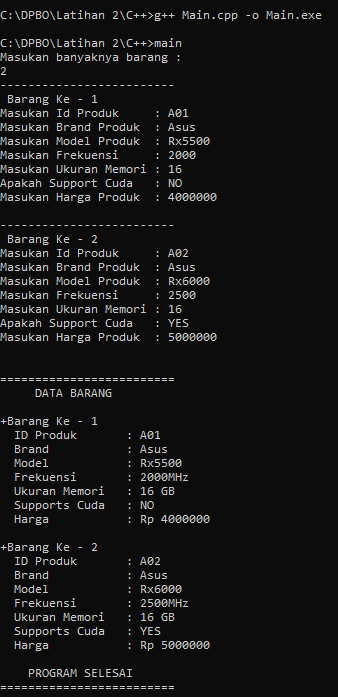 C:\DPBO\Latihan 2\C++>g++ Main.cpp -o Main.exe
C:\DPBO\Latihan 2\C++>main
Masukan banyaknya barang :
2
-------------------------
 Barang Ke - 1
Masukan Id Produk     : A01
Masukan Brand Produk  : Asus
Masukan Model Produk  : Rx5500
Masukan Frekuensi     : 2000
Masukan Ukuran Memori : 16
Apakah Support Cuda   : NO
Masukan Harga Produk  : 4000000
-------------------------
 Barang Ke - 2
Masukan Id Produk     : A02
Masukan Brand Produk  : Asus
Masukan Model Produk  : Rx6000
Masukan Frekuensi     : 2500
Masukan Ukuran Memori : 16
Apakah Support Cuda   : YES
Masukan Harga Produk  : 5000000
=========================
     DATA BARANG
+Barang Ke - 1
  ID Produk       : A01
  Brand           : Asus
  Model           : Rx5500
  Frekuensi       : 2000MHz
  Ukuran Memori   : 16 GB
  Supports Cuda   : NO
  Harga           : Rp 4000000
+Barang Ke - 2
  ID Produk       : A02
  Brand           : Asus
  Model           : Rx6000
  Frekuensi       : 2500MHz
  Ukuran Memori   : 16 GB
  Supports Cuda   : YES
  Harga           : Rp 5000000
    PROGRAM SELESAI
=========================